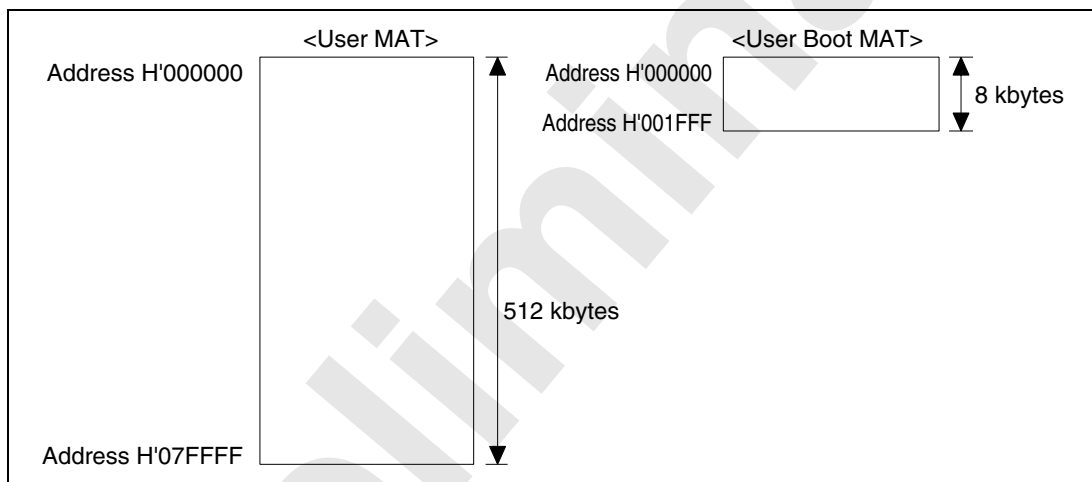 <User MAT>
Address H'000000
512 kbytes
Address H'07FFFF
<User Boot MAT>
Address H'000000
8 kbytes
Address H'001FFF